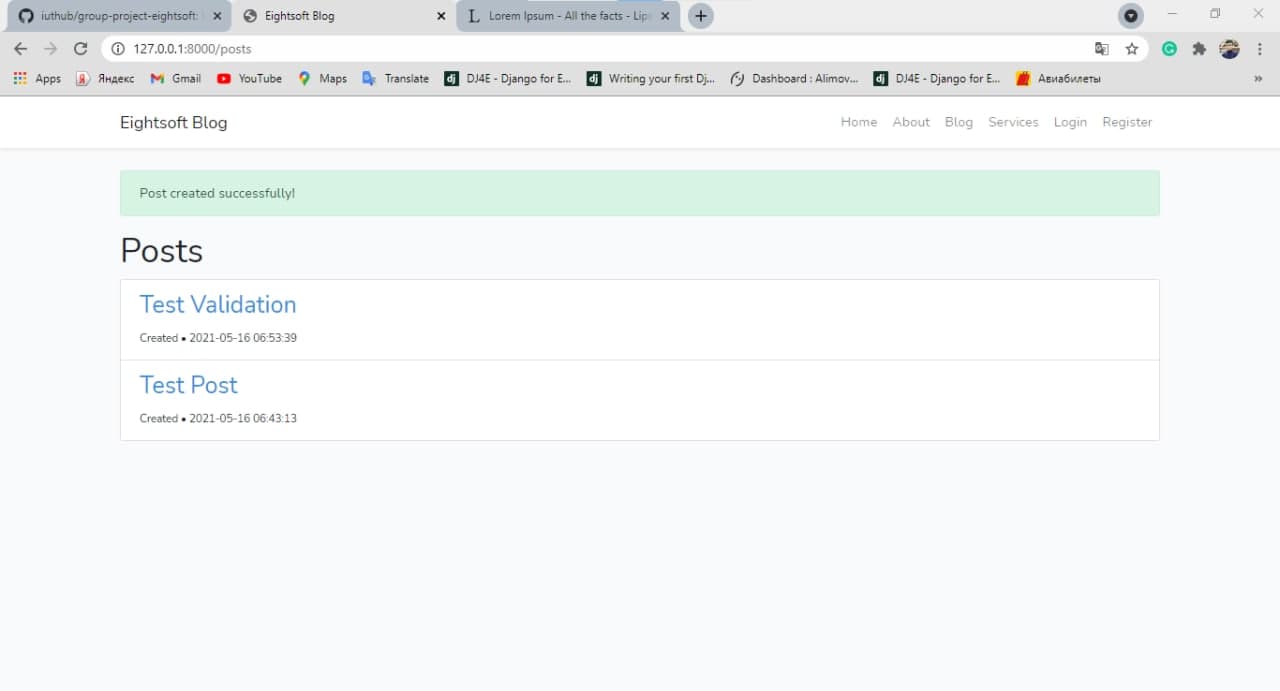 iuthub/group-project-eightsoft:
Eightsoft Blog
Lorem Ipsum - All the facts - Lips
127.0.0.1:8000/posts
Apps Яндекс Gmail YouTube Maps Translate DJ4E - Django for E... Writing your first Dj... Dashboard : Alimov... DJ4E - Django for E... Авиабилеты »
Eightsoft Blog
Home About Blog Services Login Register
Post created successfully!
Posts
Test Validation
Created • 2021-05-16 06:53:39
Test Post
Created • 2021-05-16 06:43:13